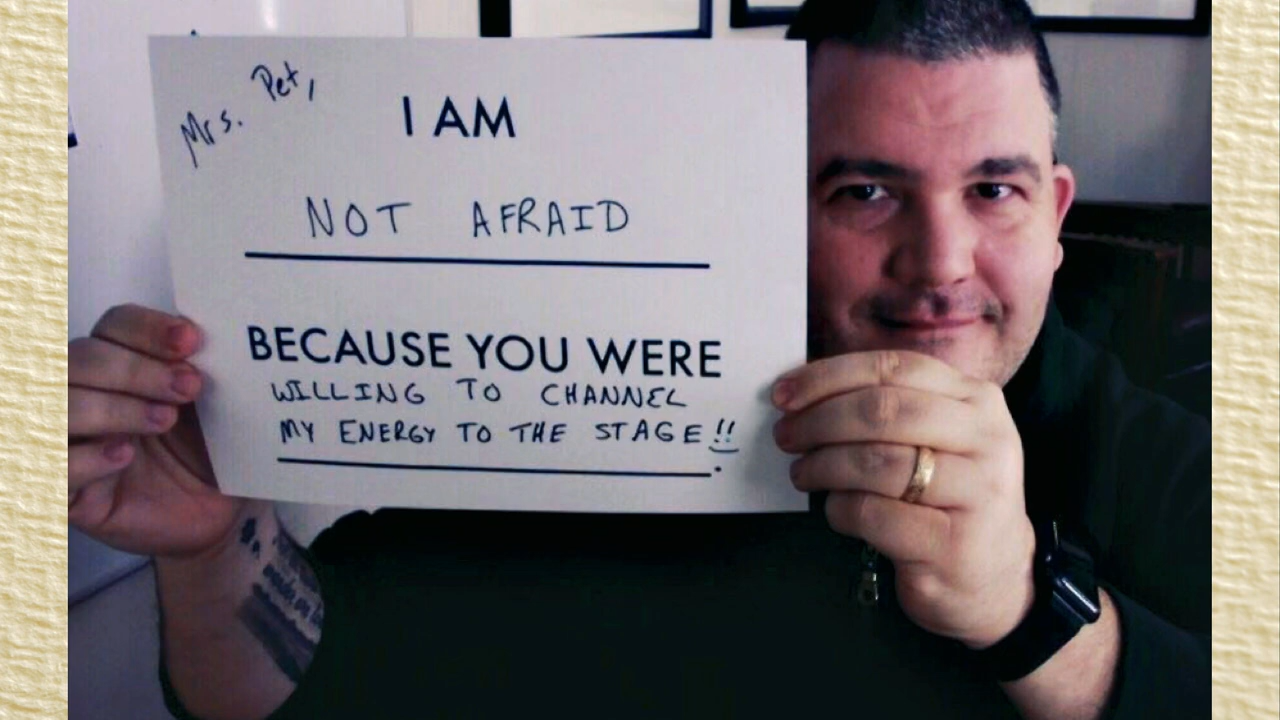 Mrs. Pet,
I AM
NOT AFRAID
BECAUSE YOU WERE
WILLING TO CHANNEL
MY ENERGY TO THE STAGE!!
.